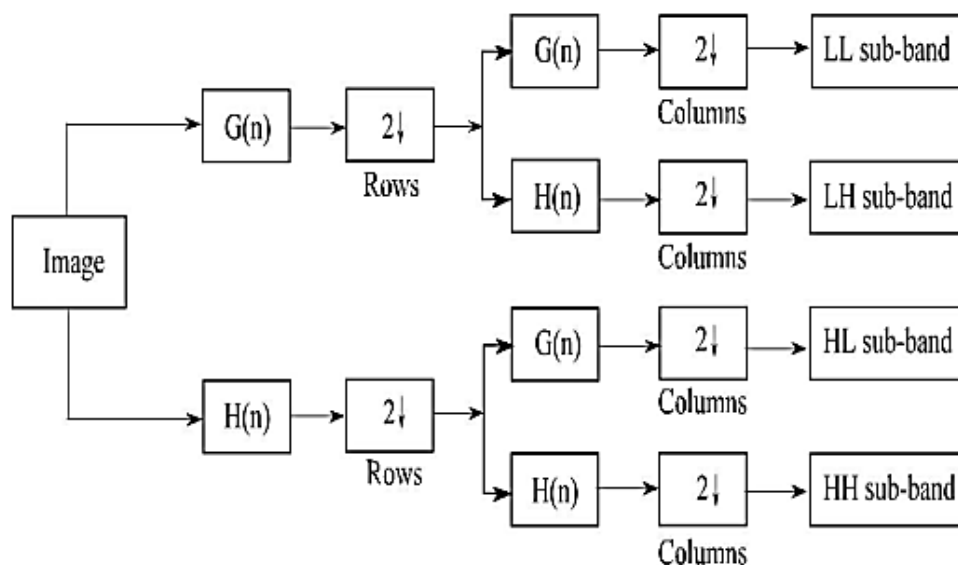 G(n)
2↓
Columns
LL sub-band
G(n)
2↓
Rows
H(n)
2↓
Columns
LH sub-band
Image
G(n)
2↓
Columns
HL sub-band
H(n)
2↓
Rows
H(n)
2↓
Columns
HH sub-band